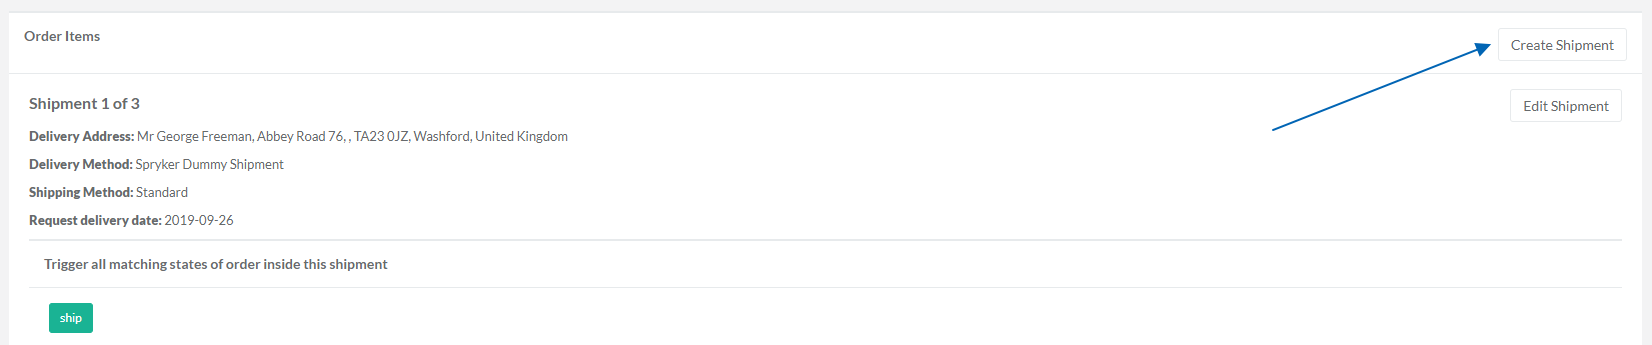 Order Items
Create Shipment
Shipment 1 of 3
Edit Shipment
Delivery Address: Mr George Freeman, Abbey Road 76, , TA23 0JZ, Washford, United Kingdom
Delivery Method: Spryker Dummy Shipment
Shipping Method: Standard
Request delivery date: 2019-09-26
Trigger all matching states of order inside this shipment
ship